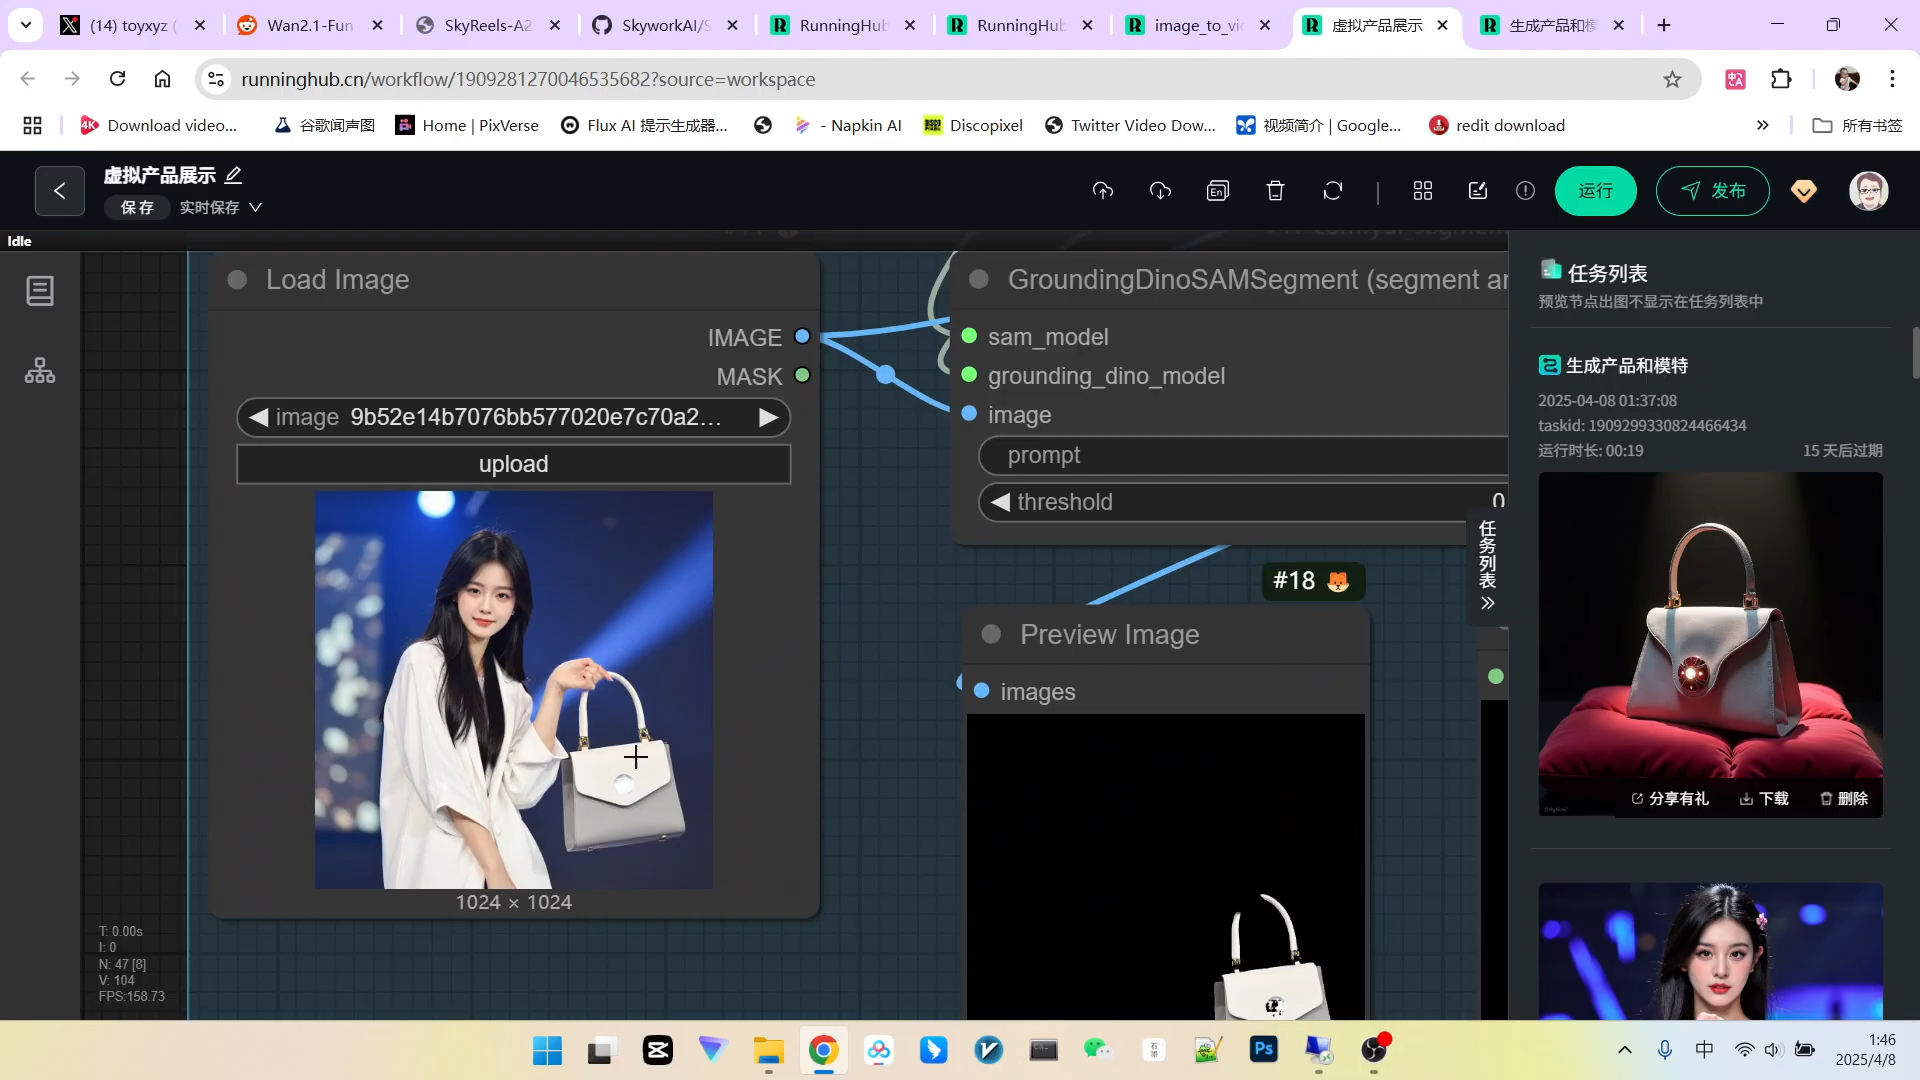 (14) toyxyz (
Wan2.1-Fun
SkyReels-A2
SkyworkAI/S
RunningHub
RunningHub
image_to_vi
虚拟产品展示
生成产品和模
runninghub.cn/workflow/1909281270046535682?source=workspace
Download video...
谷歌闻声图
Home | PixVerse
Flux AI 提示生成器...
- Napkin AI
Discopixel
Twitter Video Dow...
视频简介 | Google...
redit download
所有书签
虚拟产品展示
保存
实时保存
En
运行
发布
Idle
Load Image
IMAGE
MASK
image 9b52e14b7076bb577020e7c70a2...
upload
1024 × 1024
GroundingDinoSAMSegment (segment an
sam_model
grounding_dino_model
image
prompt
threshold 0
#18
Preview Image
images
任务列表
任务列表
预览节点出图不显示在任务列表中
生成产品和模特
2025-04-08 01:37:08
taskid: 1909299330824466434
运行时长: 00:19
15 天后过期
分享有礼
下载
删除
T: 0.00s
I: 0
N: 47 [8]
V: 104
FPS:158.73
Ps
中
1:46
2025/4/8